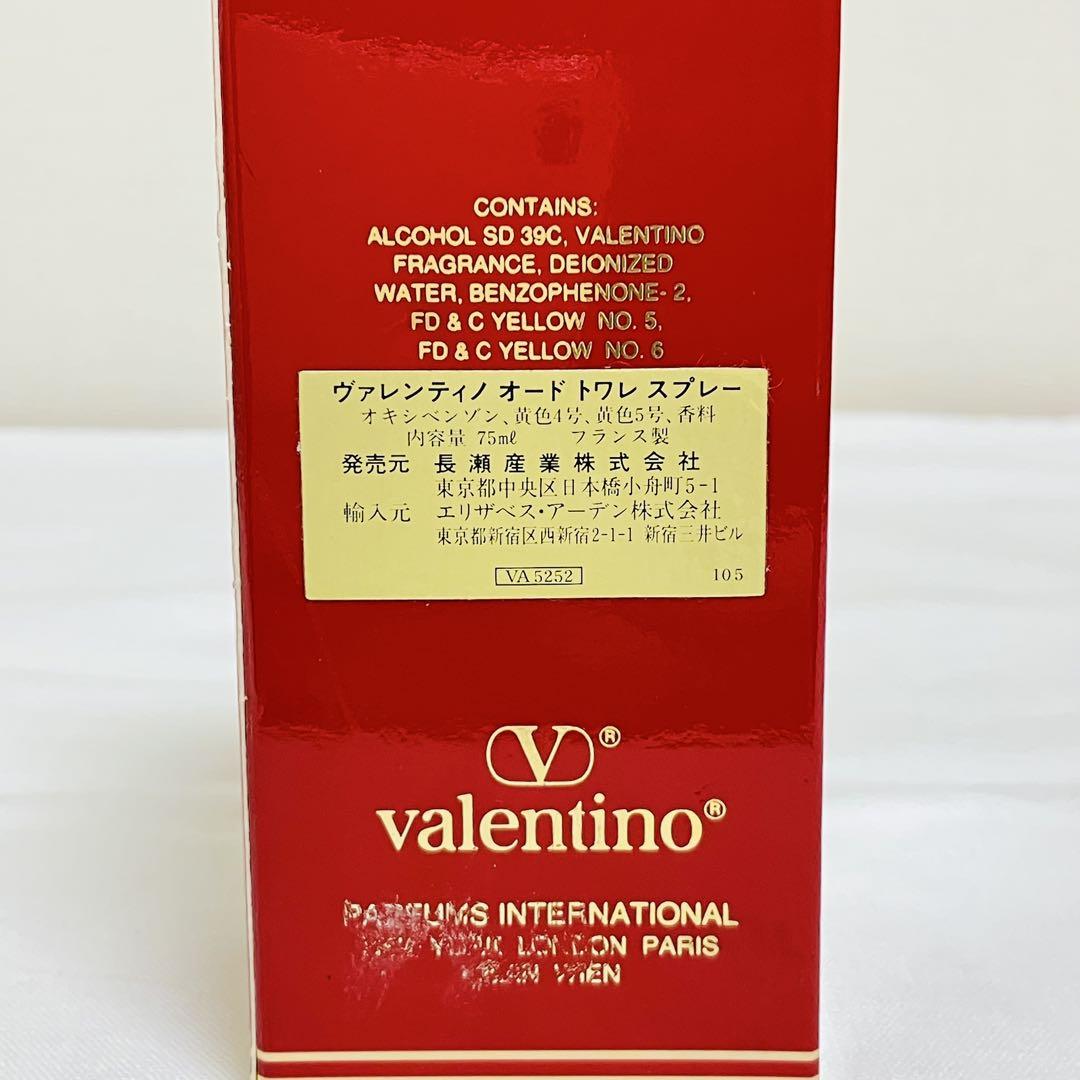 CONTAINS:
ALCOHOL SD 39C, VALENTINO
FRAGRANCE, DEIONIZED
WATER, BENZOPHENONE-2,
FD & C YELLOW NO. 5,
FD & C YELLOW NO. 6
ヴァレンティノ オード トワレ スプレー
オキシベンゾン、黄色4号、黄色5号、香料
内容量 75ml フランス製
発売元 長瀬産業株式会社
東京都中央区日本橋小舟町5-1
輸入元 エリザベス・アーデン株式会社
東京都新宿区西新宿2-1-1 新宿三井ビル
VA5252 105
V®
valentino®
PARFUMS INTERNATIONAL
NEW YORK LONDON PARIS
MILAN WIEN